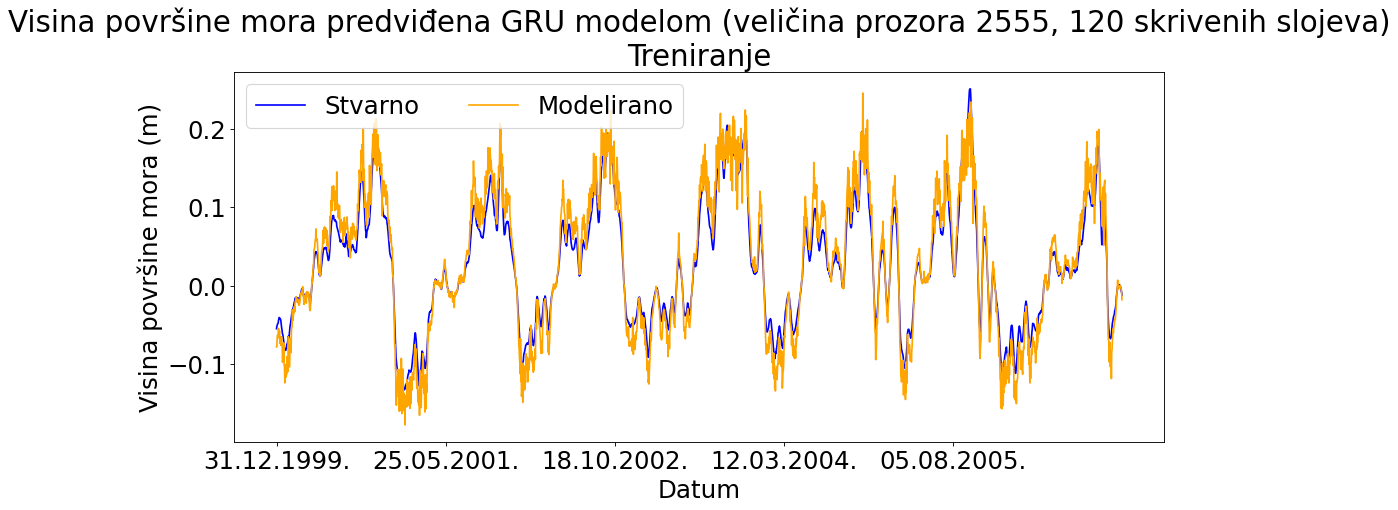 Visina površine mora predviđena GRU modelom (veličina prozora 2555, 120 skrivenih slojeva)
Treniranje
Stvarno
Modelirano
Visina površine mora (m)
0.2
0.1
0.0
−0.1
31.12.1999.
25.05.2001.
18.10.2002.
12.03.2004.
05.08.2005.
Datum